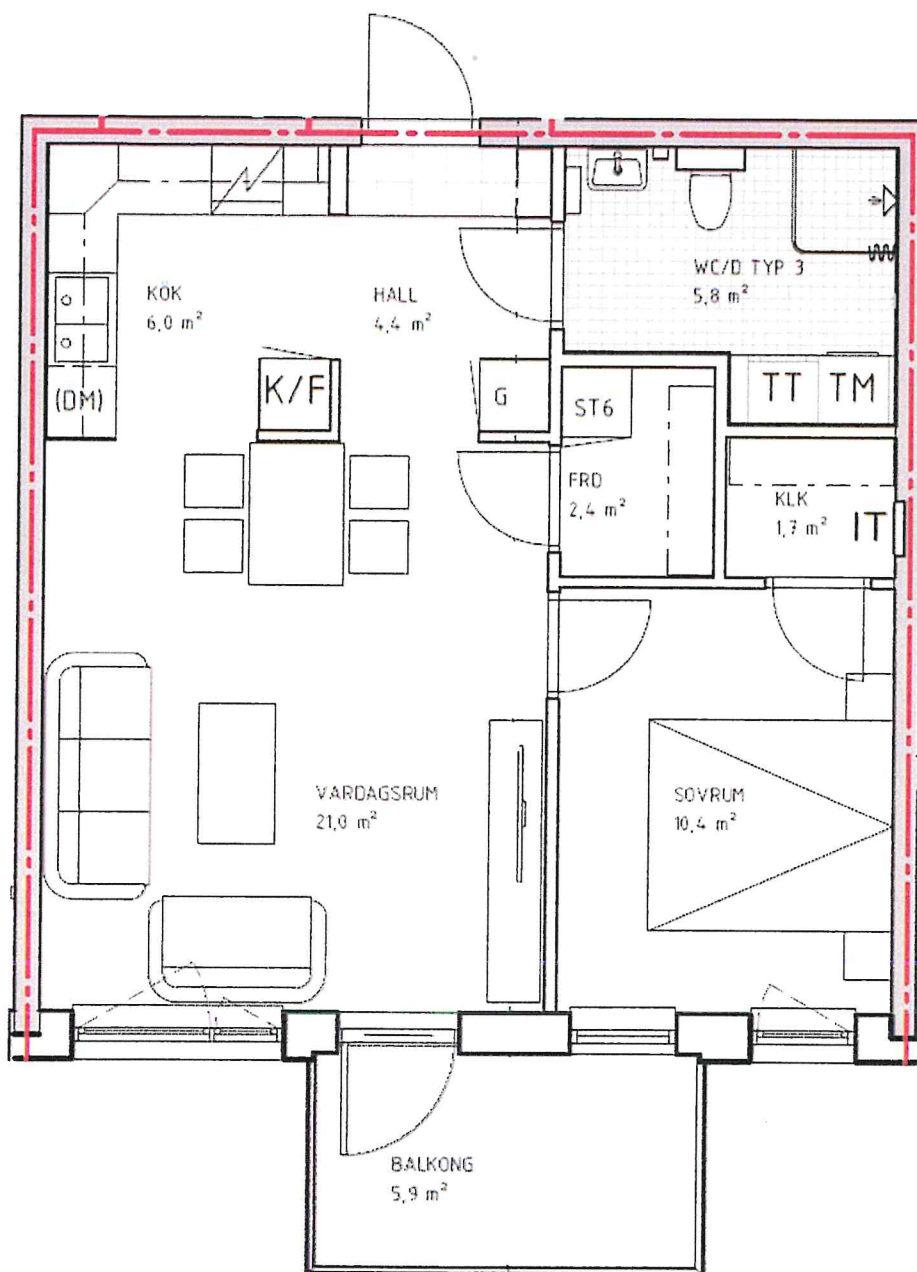 WC/D TYP 3
5,8 m²
KÖK
6,0 m²
HALL
4,4 m²
(DM)
K/F
G
ST6
TT
TM
FRD
2,4 m²
KLK
1,7 m²
IT
VARDAGSRUM
21,0 m²
SOVRUM
10,4 m²
BALKONG
5,9 m²